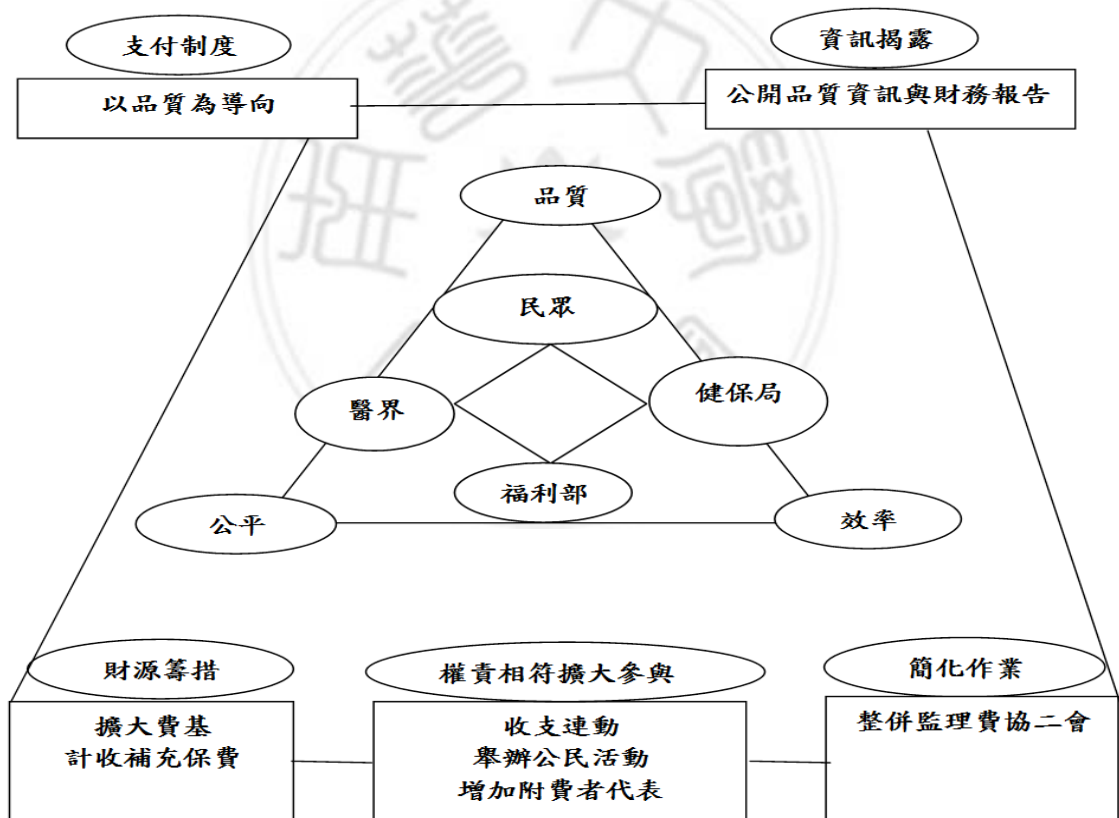 支付制度
資訊揭露
以品質為導向
公開品質資訊與財務報告
品質
民眾
醫界
健保局
福利部
公平
效率
財源籌措
權責相符擴大參與
簡化作業
擴大費基
計收補充保費
收支連動
舉辦公民活動
增加附費者代表
整併監理費協二會